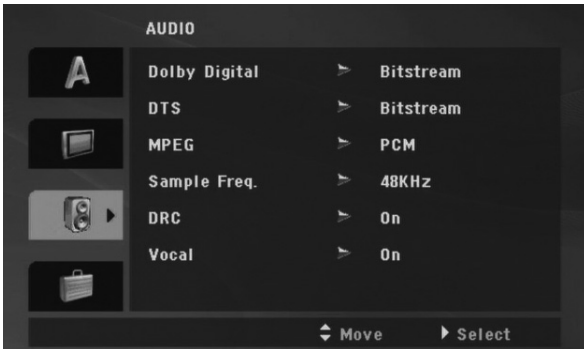 AUDIO
A
Dolby Digital Bitstream
DTS Bitstream
MPEG PCM
Sample Freq. 48KHz
DRC On
Vocal On
Move Select